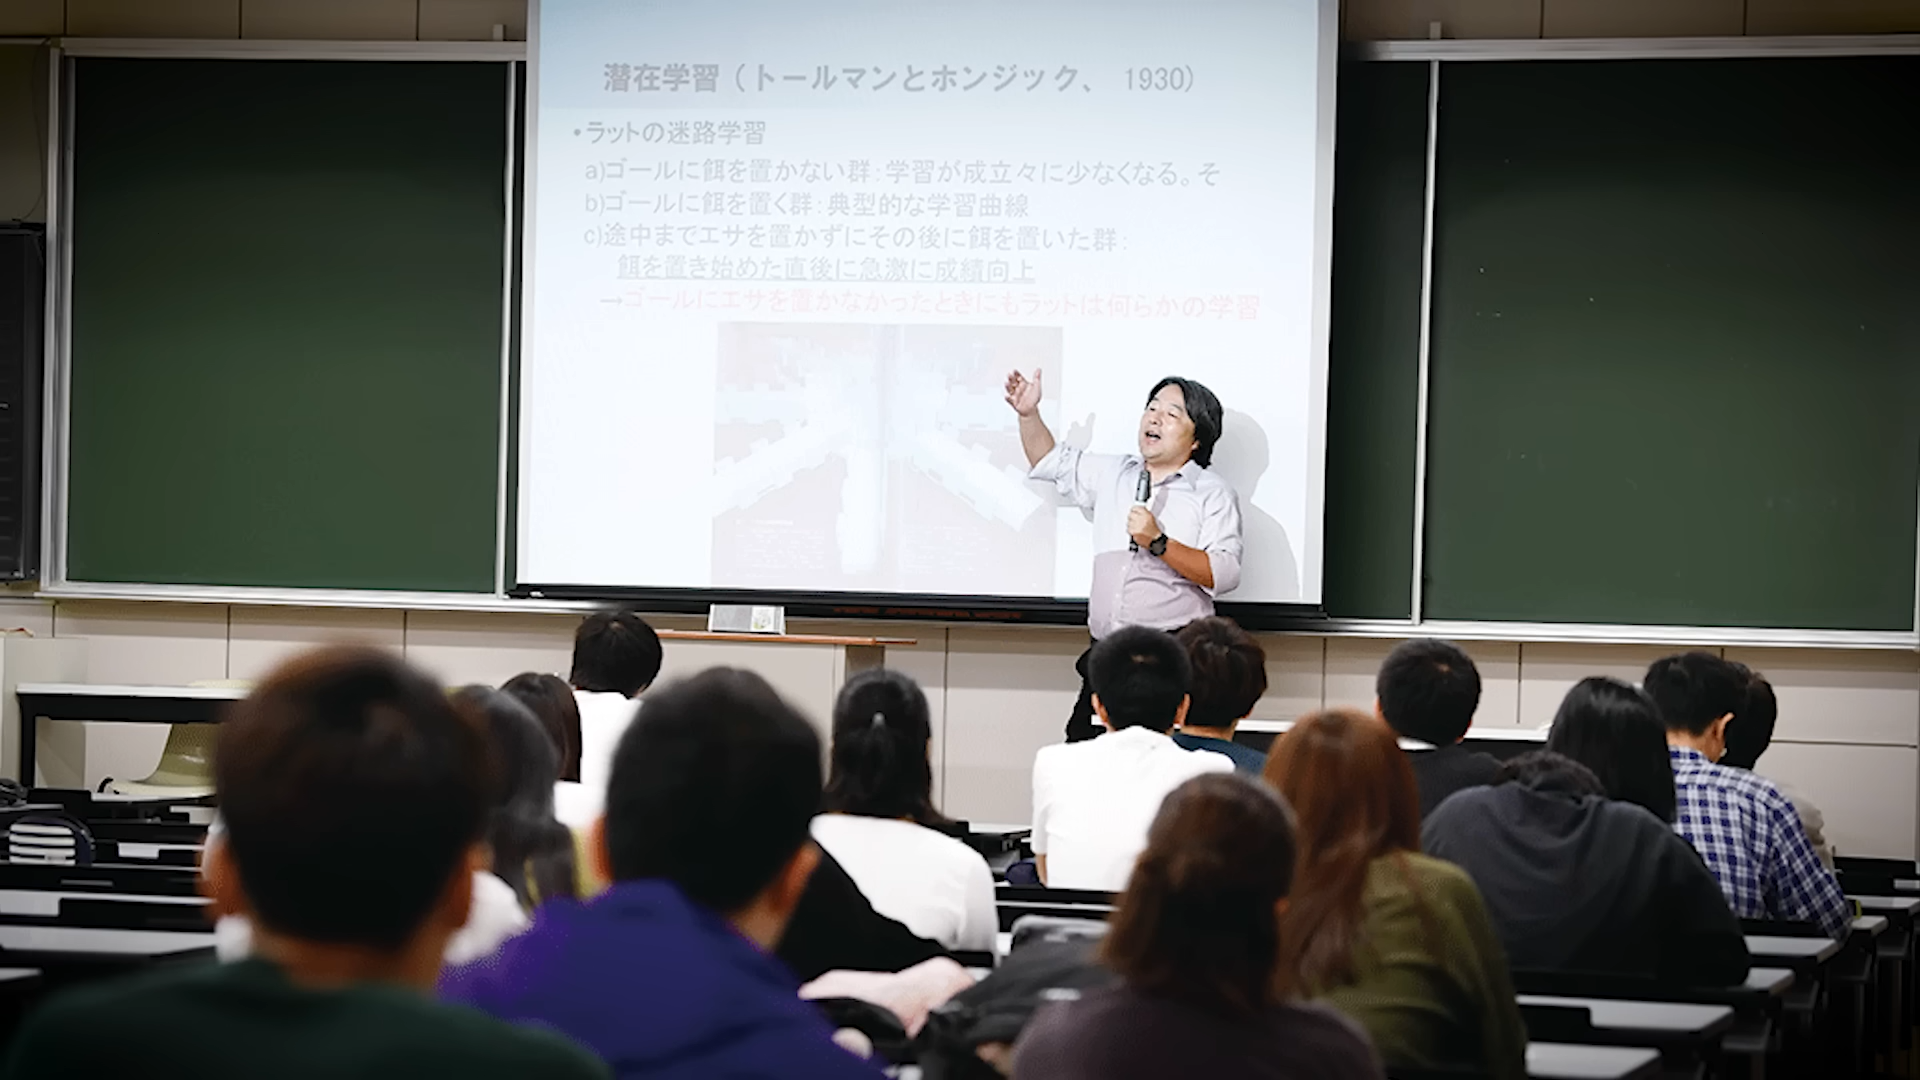 潜在学習（トールマンとホンジック、 1930）
・ラットの迷路学習
a)ゴールに餌を置かない群：学習が成立々に少なくなる。そ
b)ゴールに餌を置く群：典型的な学習曲線
c)途中までエサを置かずにその後に餌を置いた群：
餌を置き始めた直後に急激に成績向上
→ゴールにエサを置かなかったときにもラットは何らかの学習